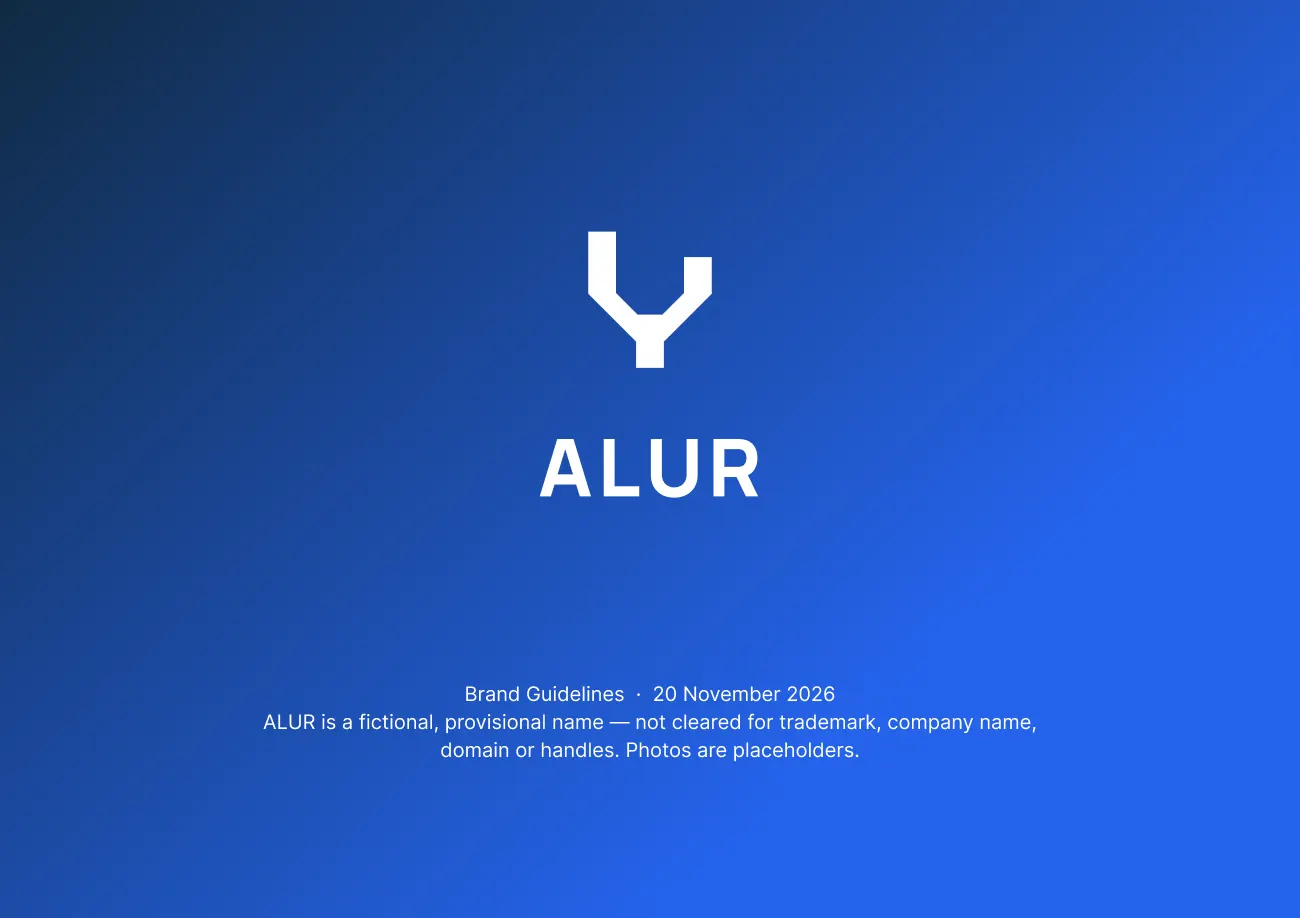 ALUR
Brand Guidelines · 20 November 2026
ALUR is a fictional, provisional name — not cleared for trademark, company name,
domain or handles. Photos are placeholders.